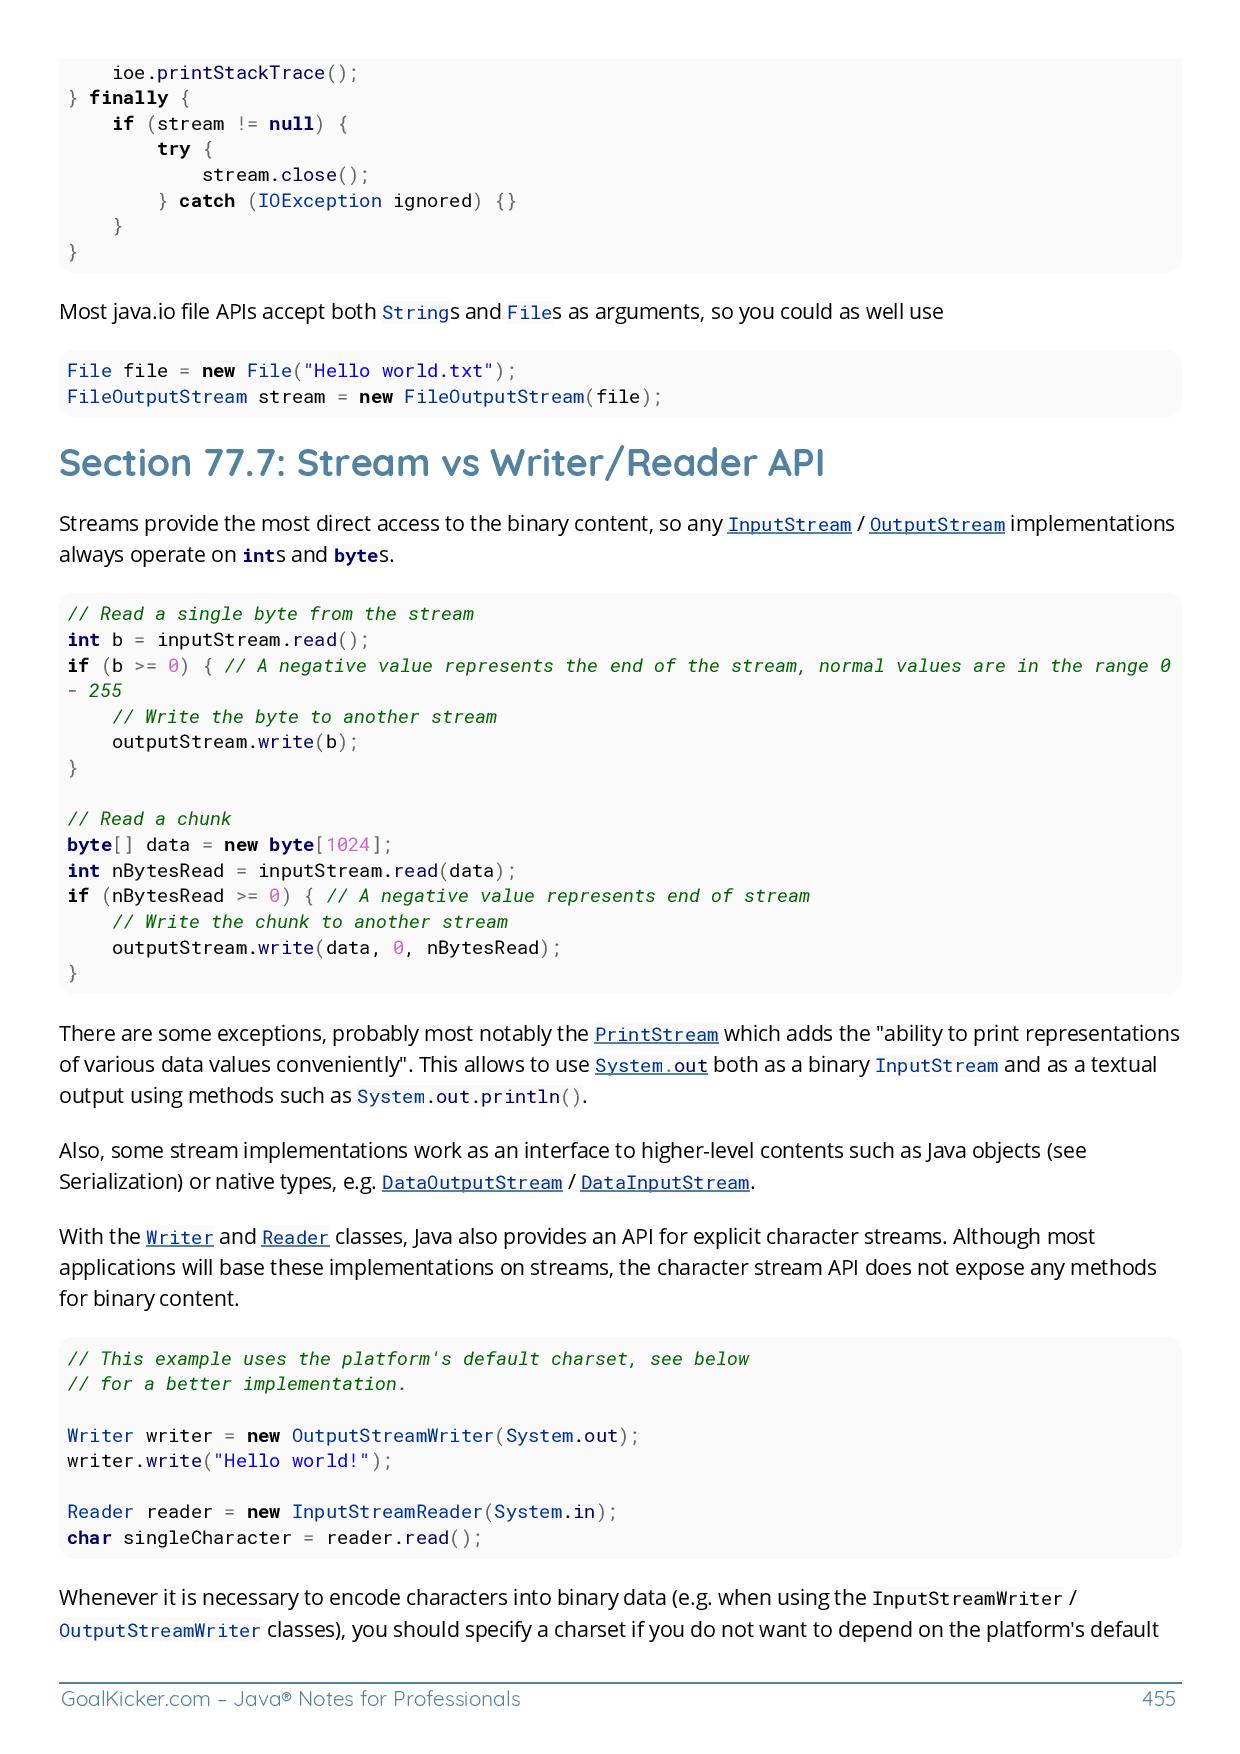 ioe.printStackTrace();
} finally {
    if (stream != null) {
        try {
            stream.close();
        } catch (IOException ignored) {}
    }
}
Most java.io file APIs accept both Strings and Files as arguments, so you could as well use
File file = new File("Hello world.txt");
FileOutputStream stream = new FileOutputStream(file);
Section 77.7: Stream vs Writer/Reader API
Streams provide the most direct access to the binary content, so any InputStream / OutputStream implementations
always operate on ints and bytes.
// Read a single byte from the stream
int b = inputStream.read();
if (b >= 0) { // A negative value represents the end of the stream, normal values are in the range 0
- 255
    // Write the byte to another stream
    outputStream.write(b);
}
// Read a chunk
byte[] data = new byte[1024];
int nBytesRead = inputStream.read(data);
if (nBytesRead >= 0) { // A negative value represents end of stream
    // Write the chunk to another stream
    outputStream.write(data, 0, nBytesRead);
}
There are some exceptions, probably most notably the PrintStream which adds the "ability to print representations
of various data values conveniently". This allows to use System.out both as a binary InputStream and as a textual
output using methods such as System.out.println().
Also, some stream implementations work as an interface to higher-level contents such as Java objects (see
Serialization) or native types, e.g. DataOutputStream / DataInputStream.
With the Writer and Reader classes, Java also provides an API for explicit character streams. Although most
applications will base these implementations on streams, the character stream API does not expose any methods
for binary content.
// This example uses the platform's default charset, see below
// for a better implementation.
Writer writer = new OutputStreamWriter(System.out);
writer.write("Hello world!");
Reader reader = new InputStreamReader(System.in);
char singleCharacter = reader.read();
Whenever it is necessary to encode characters into binary data (e.g. when using the InputStreamWriter /
OutputStreamWriter classes), you should specify a charset if you do not want to depend on the platform's default
GoalKicker.com – Java® Notes for Professionals 455